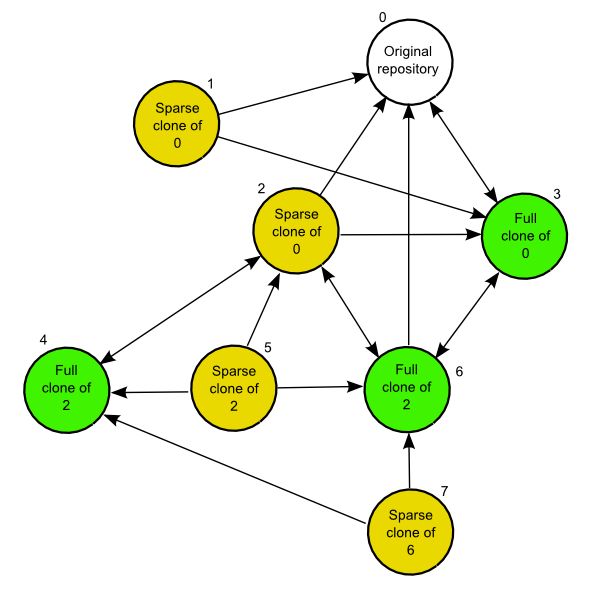 0
Original
repository
1
Sparse
clone of
0
2
Sparse
clone of
0
3
Full
clone of
0
4
Full
clone of
2
5
Sparse
clone of
2
6
Full
clone of
2
7
Sparse
clone of
6